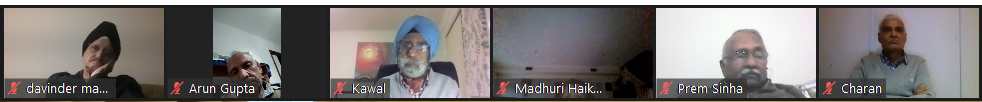 davinder ma...
Arun Gupta
Kawal
Madhuri Haik...
Prem Sinha
Charan